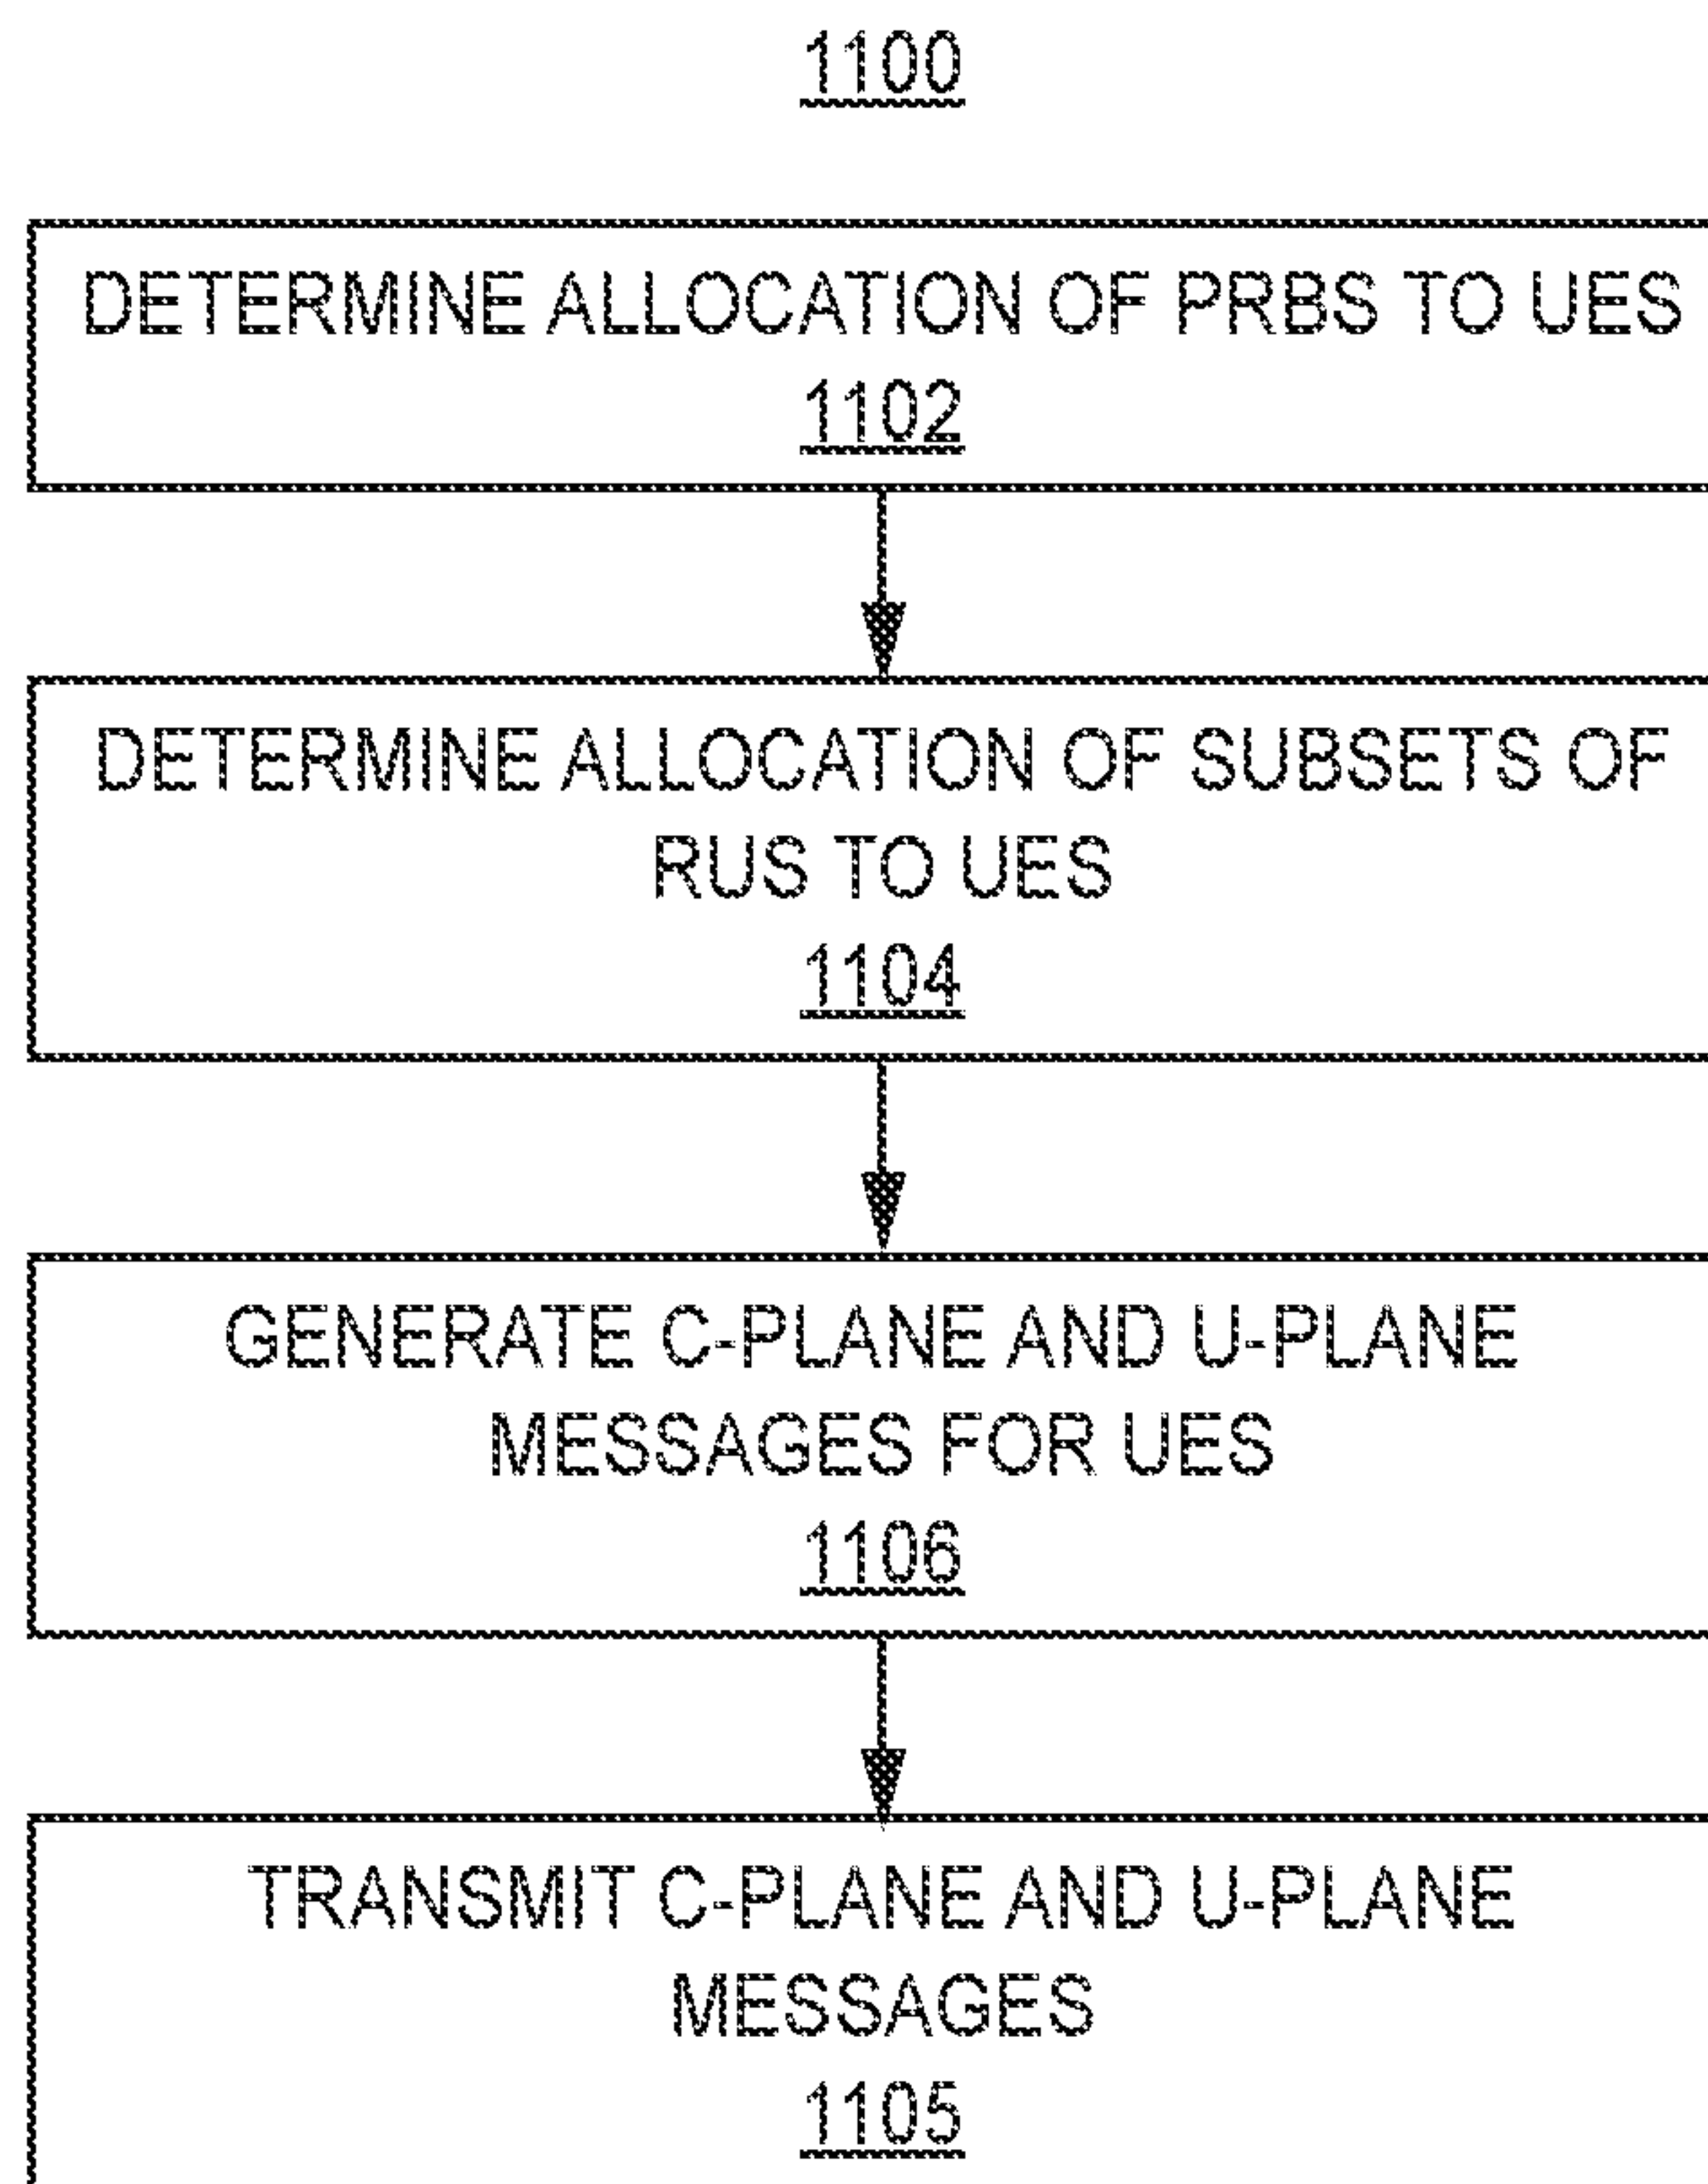 1100
DETERMINE ALLOCATION OF PRBS TO UES
1102
DETERMINE ALLOCATION OF SUBSETS OF
RUS TO UES
1104
GENERATE C-PLANE AND U-PLANE
MESSAGES FOR UES
1106
TRANSMIT C-PLANE AND U-PLANE
MESSAGES
1105